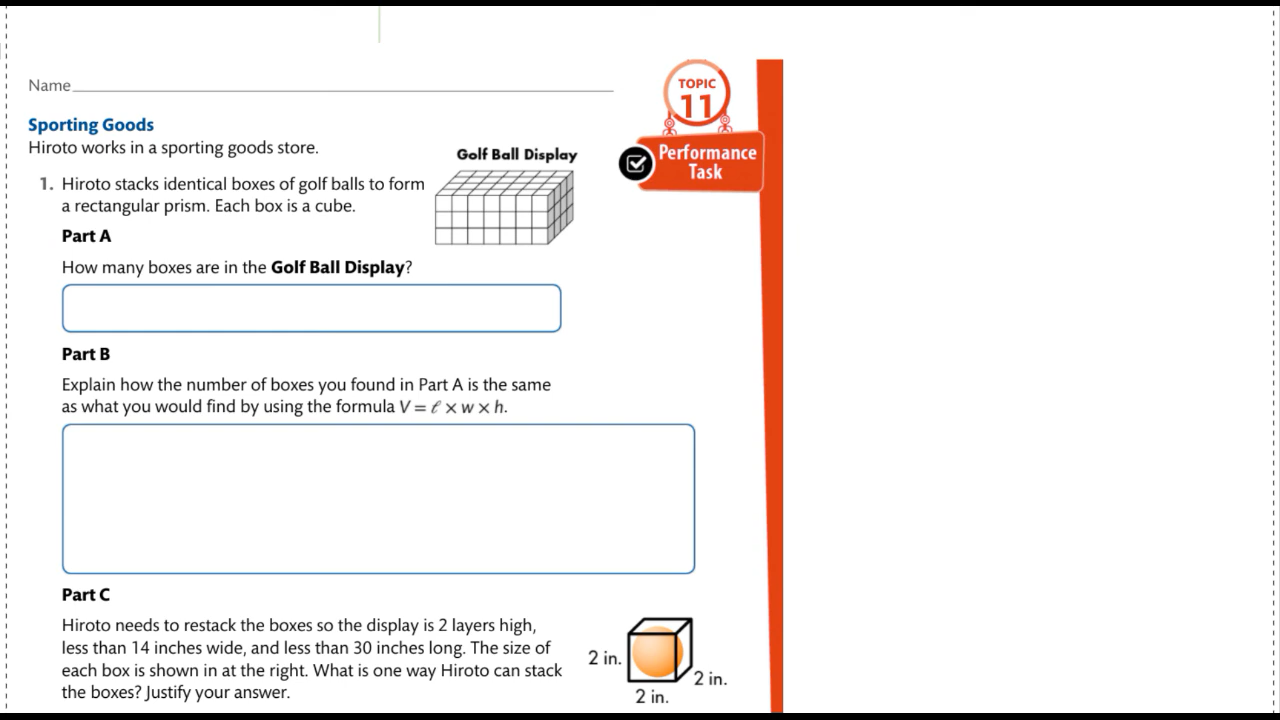 Name
TOPIC
11
Performance
Task
Sporting Goods
Hiroto works in a sporting goods store.
Golf Ball Display
1. Hiroto stacks identical boxes of golf balls to form
a rectangular prism. Each box is a cube.
Part A
How many boxes are in the Golf Ball Display?
Part B
Explain how the number of boxes you found in Part A is the same
as what you would find by using the formula V = ℓ × w × h.
Part C
Hiroto needs to restack the boxes so the display is 2 layers high,
less than 14 inches wide, and less than 30 inches long. The size of
each box is shown in at the right. What is one way Hiroto can stack
the boxes? Justify your answer.
2 in.
2 in.
2 in.